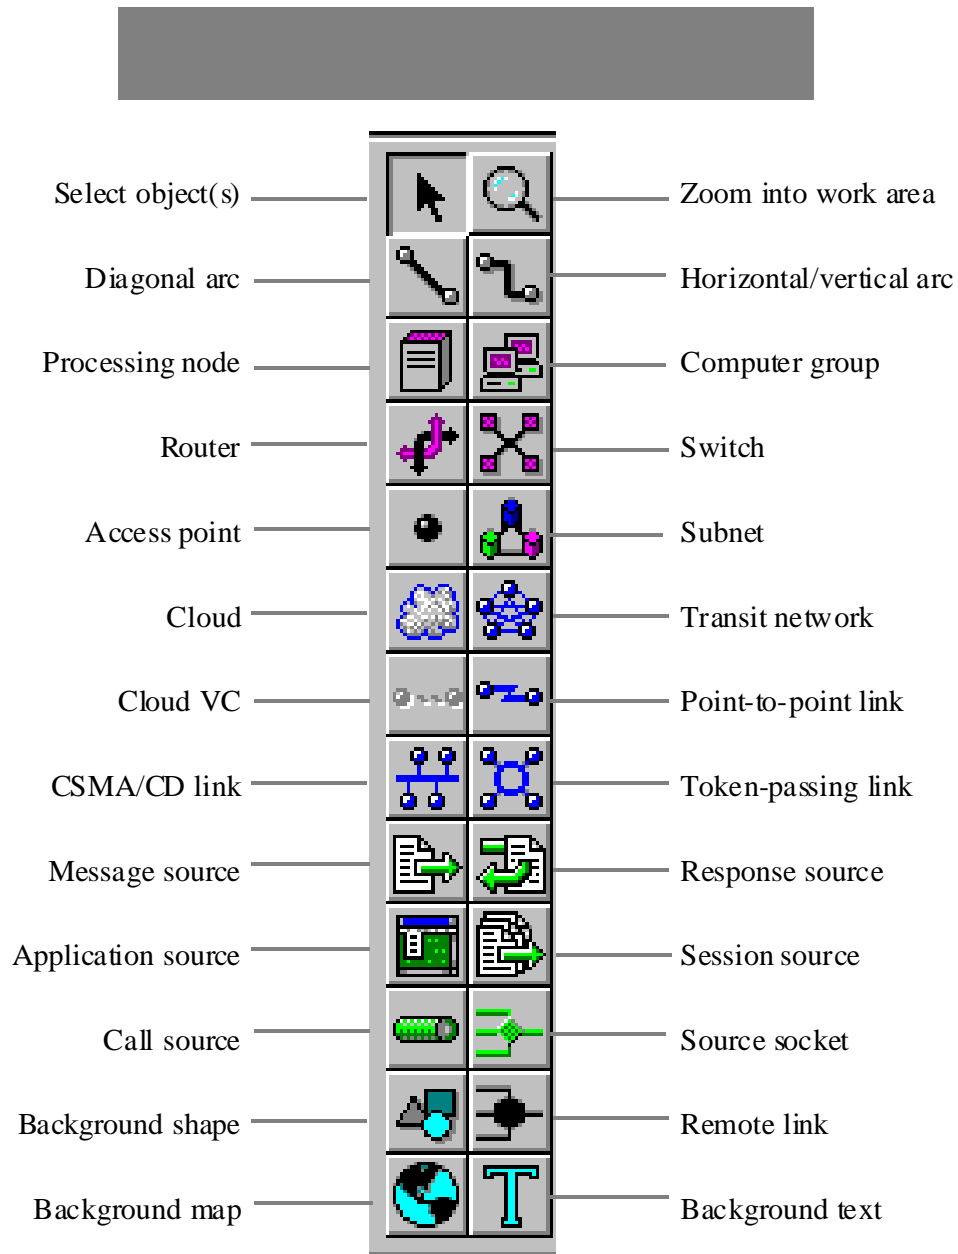 Select object(s)
Zoom into work area
Diagonal arc
Horizontal/vertical arc
Processing node
Computer group
Router
Switch
Access point
Subnet
Cloud
Transit network
Cloud VC
Point-to-point link
CSMA/CD link
Token-passing link
Message source
Response source
Application source
Session source
Call source
Source socket
Background shape
Remote link
Background map
T
Background text